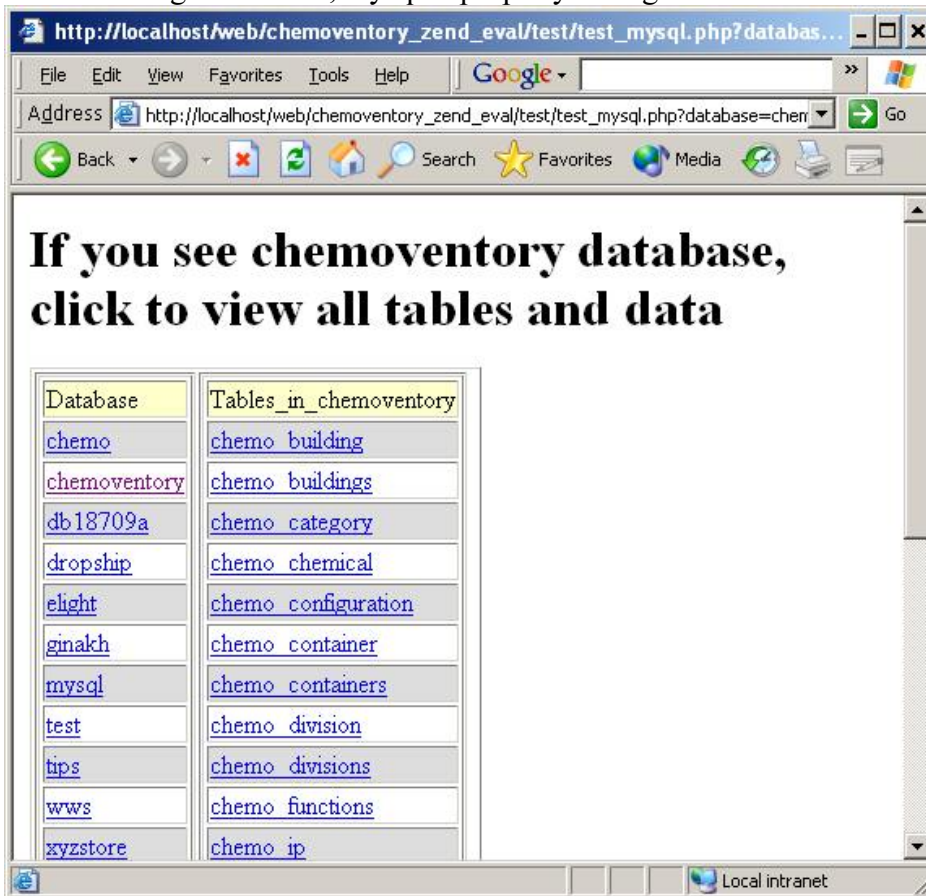 http://localhost/web/chemoventory_zend_eval/test/test_mysql.php?databas...
File Edit View Favorites Tools Help Google »
Address http://localhost/web/chemoventory_zend_eval/test/test_mysql.php?database=chem Go
Back Search Favorites Media
If you see chemoventory database,
click to view all tables and data
Database Tables_in_chemoventory
chemo chemo_building
chemoventory chemo_buildings
db18709a chemo_category
dropship chemo_chemical
elight chemo_configuration
ginakh chemo_container
mysql chemo_containers
test chemo_division
tips chemo_divisions
wws chemo_functions
xyzstore chemo_ip
Local intranet